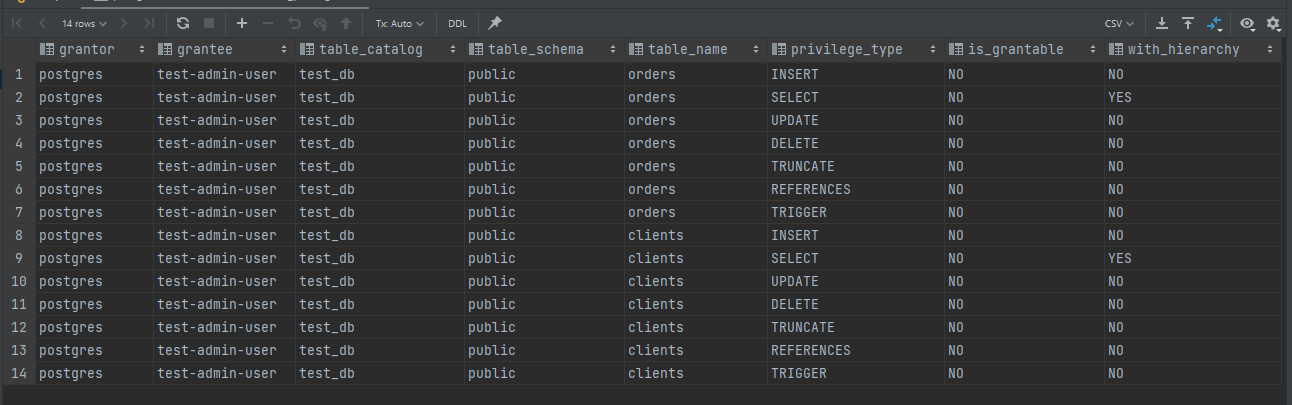 14 rows Tx: Auto DDL CSV
grantor grantee table_catalog table_schema table_name privilege_type is_grantable with_hierarchy
1 postgres test-admin-user test_db public orders INSERT NO NO
2 postgres test-admin-user test_db public orders SELECT NO YES
3 postgres test-admin-user test_db public orders UPDATE NO NO
4 postgres test-admin-user test_db public orders DELETE NO NO
5 postgres test-admin-user test_db public orders TRUNCATE NO NO
6 postgres test-admin-user test_db public orders REFERENCES NO NO
7 postgres test-admin-user test_db public orders TRIGGER NO NO
8 postgres test-admin-user test_db public clients INSERT NO NO
9 postgres test-admin-user test_db public clients SELECT NO YES
10 postgres test-admin-user test_db public clients UPDATE NO NO
11 postgres test-admin-user test_db public clients DELETE NO NO
12 postgres test-admin-user test_db public clients TRUNCATE NO NO
13 postgres test-admin-user test_db public clients REFERENCES NO NO
14 postgres test-admin-user test_db public clients TRIGGER NO NO